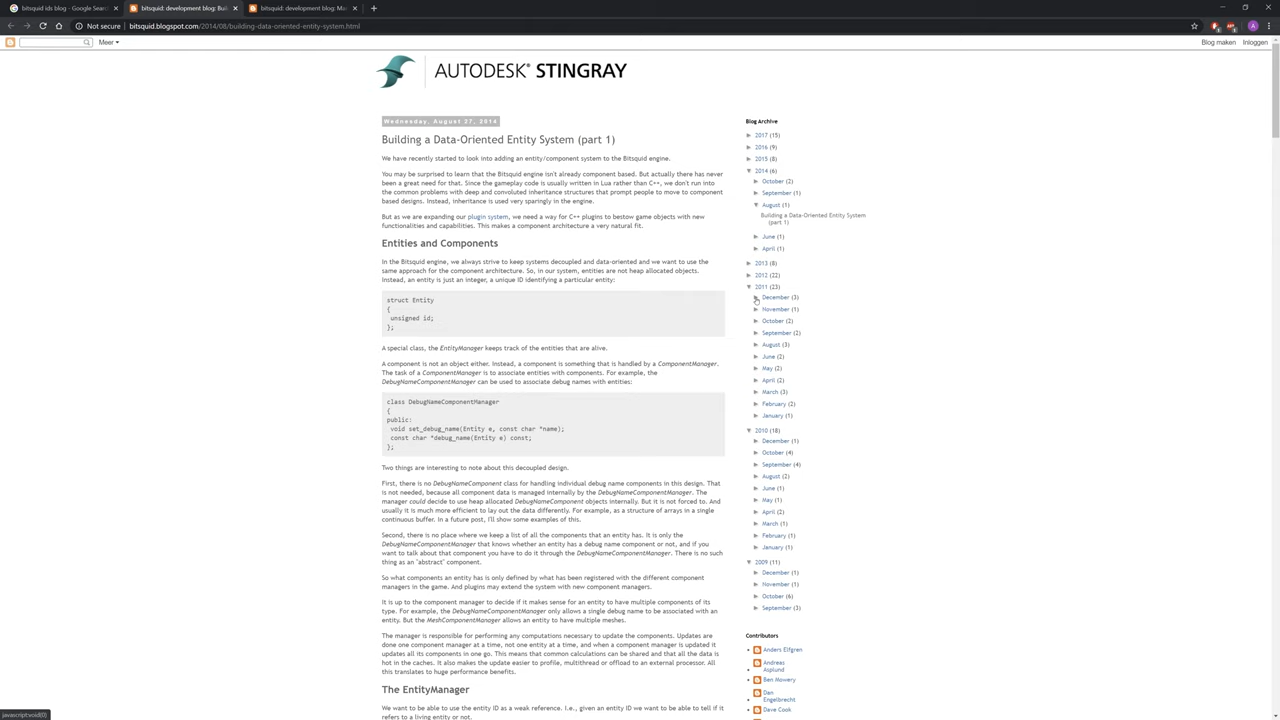 bitsquid ids blog - Google Sear
bitsquid: development blog: Buil
bitsquid: development blog: Ma
Not secure
bitsquid.blogspot.com/2014/08/building-data-oriented-entity-system.html
Meer
Blog maken
Inloggen
AUTODESK® STINGRAY
Wednesday, August 27, 2014
Building a Data-Oriented Entity System (part 1)
We have recently started to look into adding an entity/component system to the Bitsquid engine.
You may be surprised to learn that the Bitsquid engine isn't already component based. But actually there has never
been a great need for that. Since the gameplay code is usually written in Lua rather than C++, we don't run into
the common problems with deep and convoluted inheritance structures that prompt people to move to component
based designs. Instead, inheritance is used very sparingly in the engine.
But as we are expanding our plugin system, we need a way for C++ plugins to bestow game objects with new
functionalities and capabilities. This makes a component architecture a very natural fit.
Entities and Components
In the Bitsquid engine, we always strive to keep systems decoupled and data-oriented and we want to use the
same approach for the component architecture. So, in our system, entities are not heap allocated objects.
Instead, an entity is just an integer, a unique ID identifying a particular entity:
struct Entity
{
unsigned id;
};
A special class, the EntityManager keeps track of the entities that are alive.
A component is not an object either. Instead, a component is something that is handled by a ComponentManager.
The task of a ComponentManager is to associate entities with components. For example, the
DebugNameComponentManager can be used to associate debug names with entities:
class DebugNameComponentManager
{
public:
void set_debug_name(Entity e, const char *name);
const char *debug_name(Entity e) const;
};
Two things are interesting to note about this decoupled design.
First, there is no DebugNameComponent class for handling individual debug name components in this design. That
is not needed, because all component data is managed internally by the DebugNameComponentManager. The
manager could decide to use heap allocated DebugNameComponent objects internally. But it is not forced to. And
usually it is much more efficient to lay out the data differently. For example, as a structure of arrays in a single
continuous buffer. In a future post, I'll show some examples of this.
Second, there is no place where we keep a list of all the components that an entity has. It is only the
DebugNameComponentManager that knows whether an entity has a debug name component or not, and if you
want to talk about that component you have to do it through the DebugNameComponentManager. There is no such
thing as an "abstract" component.
So what components an entity has is only defined by what has been registered with the different component
managers in the game. And plugins may extend the system with new component managers.
It is up to the component manager to decide if it makes sense for an entity to have multiple components of its
type. For example, the DebugNameComponentManager only allows a single debug name to be associated with an
entity. But the MeshComponentManager allows an entity to have multiple meshes.
The manager is responsible for performing any computations necessary to update the components. Updates are
done one component manager at a time, not one entity at a time, and when a component manager is updated it
updates all its components in one go. This means that common calculations can be shared and that all the data is
hot in the caches. It also makes the update easier to profile, multithread or offload to an external processor. All
this translates to huge performance benefits.
The EntityManager
We want to be able to use the entity ID as a weak reference. I.e., given an entity ID we want to be able to tell if it
refers to a living entity or not.
Blog Archive
► 2017 (15)
► 2016 (9)
► 2015 (8)
▼ 2014 (6)
► October (2)
► September (1)
▼ August (1)
Building a Data-Oriented Entity System
(part 1)
► June (1)
► April (1)
► 2013 (8)
► 2012 (22)
▼ 2011 (23)
► December (3)
► November (1)
► October (2)
► September (2)
► August (3)
► June (2)
► May (2)
► April (2)
► March (3)
► February (2)
► January (1)
▼ 2010 (18)
► December (1)
► October (4)
► September (4)
► August (2)
► June (1)
► May (1)
► April (2)
► March (1)
► February (1)
► January (1)
▼ 2009 (11)
► December (1)
► November (1)
► October (6)
► September (3)
Contributors
Anders Elfgren
Andreas
Asplund
Ben Mowery
Dan
Engelbrecht
Dave Cook
javascript:void(0)